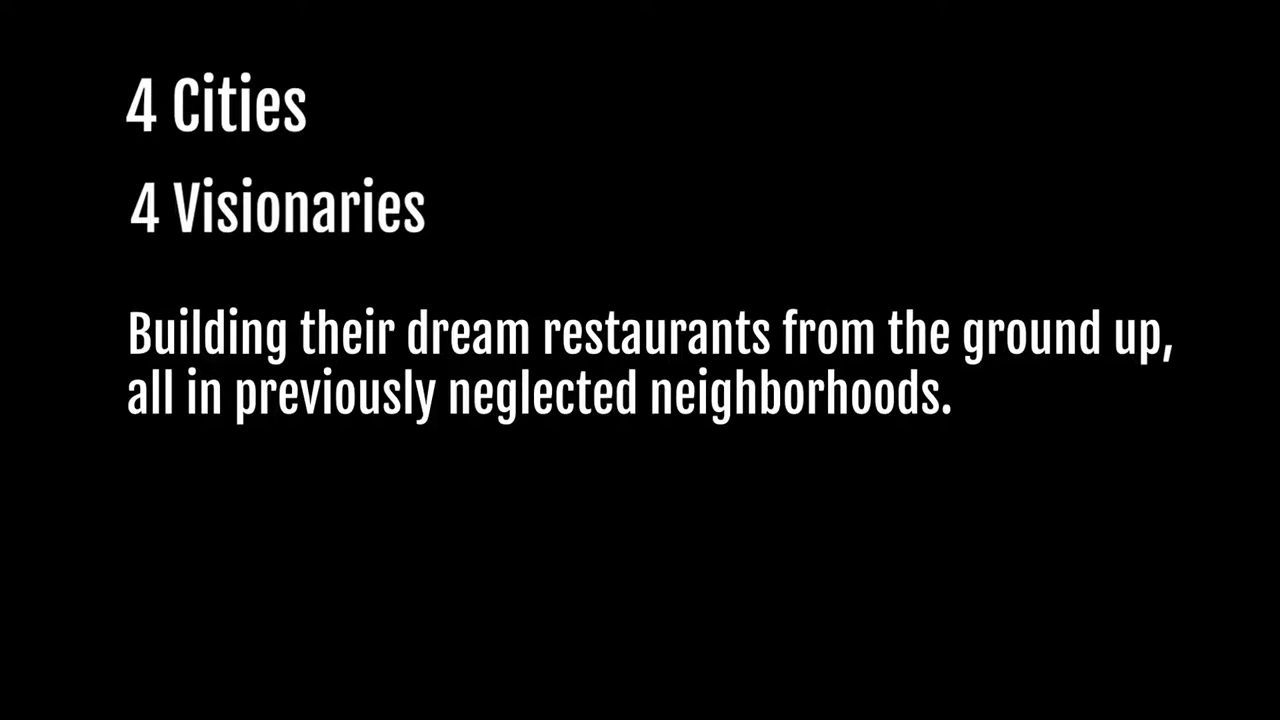 4 Cities
4 Visionaries
Building their dream restaurants from the ground up,
all in previously neglected neighborhoods.